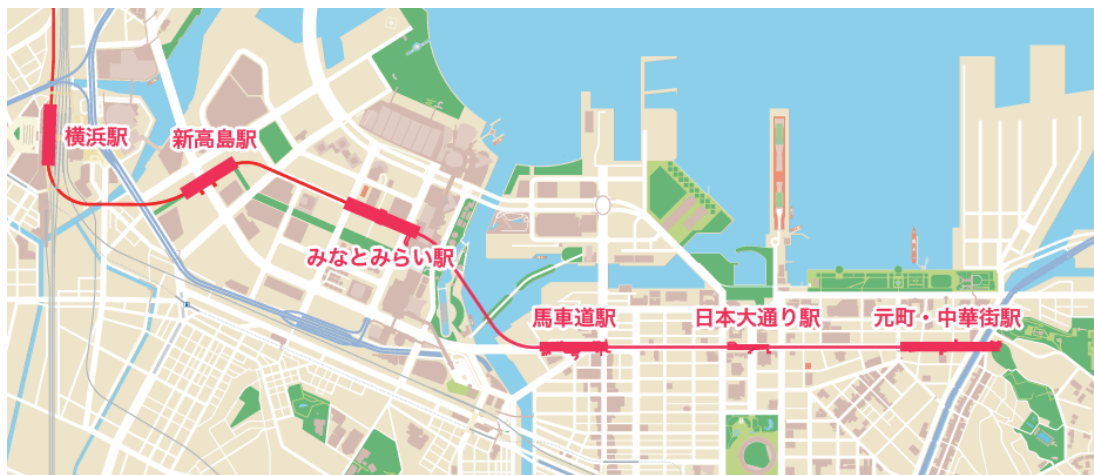 横浜駅
新高島駅
みなとみらい駅
馬車道駅
日本大通り駅
元町・中華街駅